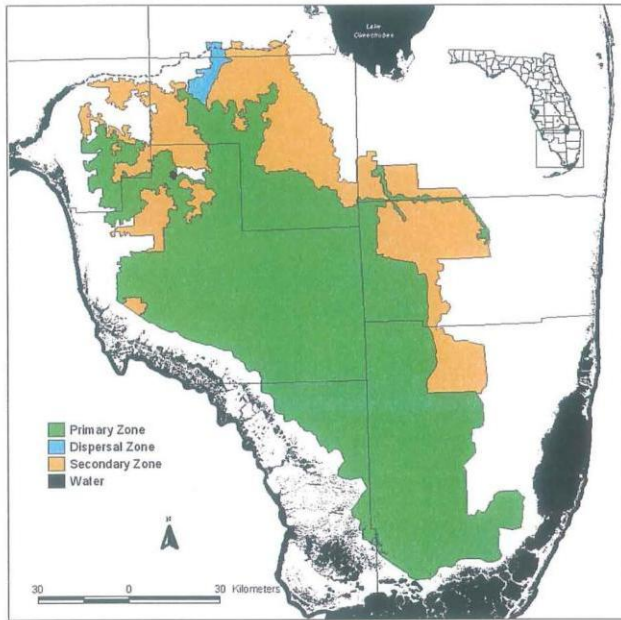 Lake
Okeechobee
Primary Zone
Dispersal Zone
Secondary Zone
Water
N
30 0 30 Kilometers